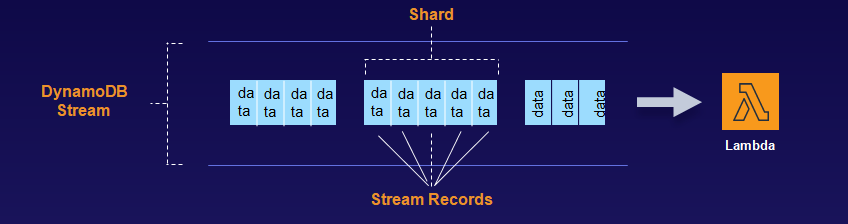 Shard
DynamoDB
Stream
da
ta
da
ta
da
ta
da
ta
da
ta
da
ta
da
ta
da
ta
da
ta
data
data
data
Lambda
Stream Records